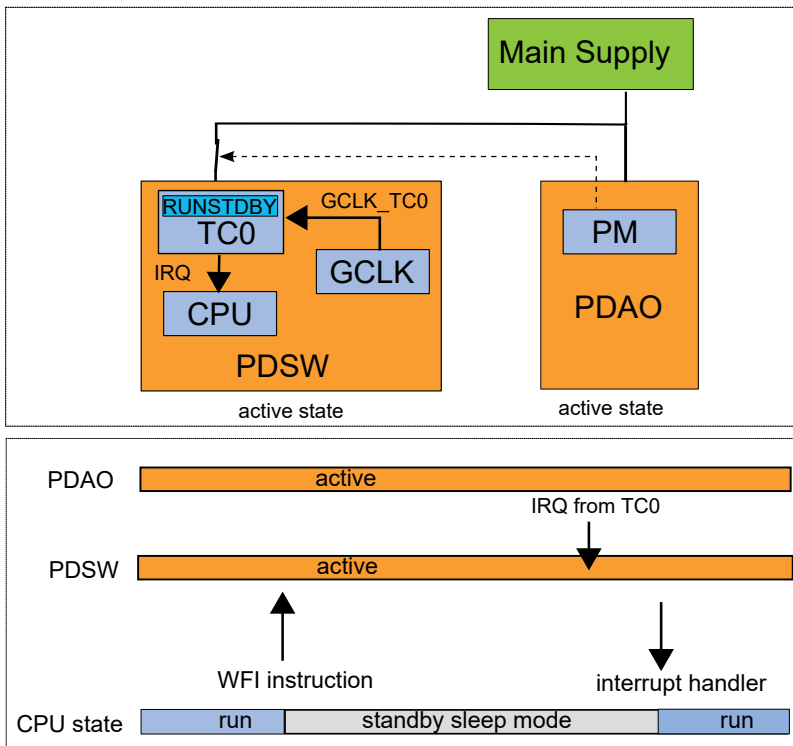 Main Supply
RUNSTDBY
TC0
GCLK_TC0
IRQ
GCLK
CPU
PDSW
active state
PM
PDAO
active state
PDAO
active
IRQ from TC0
PDSW
active
WFI instruction
interrupt handler
CPU state
run
standby sleep mode
run